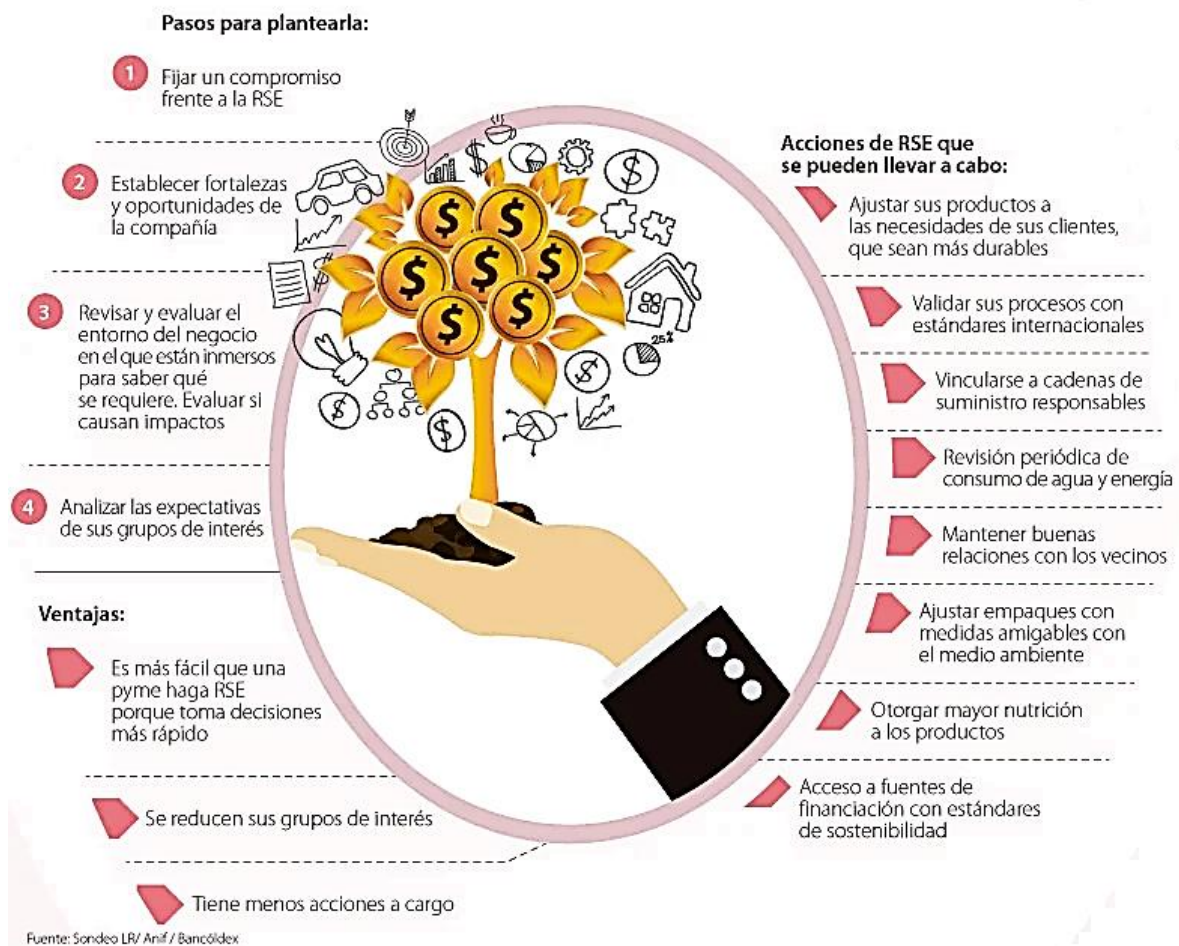 Pasos para plantearla:
1
Fijar un compromiso
frente a la RSE
2
Establecer fortalezas
y oportunidades de
la compañía
3
Revisar y evaluar el
entorno del negocio
en el que están inmersos
para saber qué
se requiere. Evaluar si
causan impactos
4
Analizar las expectativas
de sus grupos de interés
Ventajas:
Es más fácil que una
pyme haga RSE
porque toma decisiones
más rápido
Se reducen sus grupos de interés
Tiene menos acciones a cargo
$
$
$
$
$
$
$
$
$
$
$
$
$
25%
Acciones de RSE que
se pueden llevar a cabo:
Ajustar sus productos a
las necesidades de sus clientes,
que sean más durables
Validar sus procesos con
estándares internacionales
Vincularse a cadenas de
suministro responsables
Revisión periódica de
consumo de agua y energía
Mantener buenas
relaciones con los vecinos
Ajustar empaques con
medidas amigables con
el medio ambiente
Otorgar mayor nutrición
a los productos
Acceso a fuentes de
financiación con estándares
de sostenibilidad
Fuente: Sondeo LR/ Anif / Bancóldex